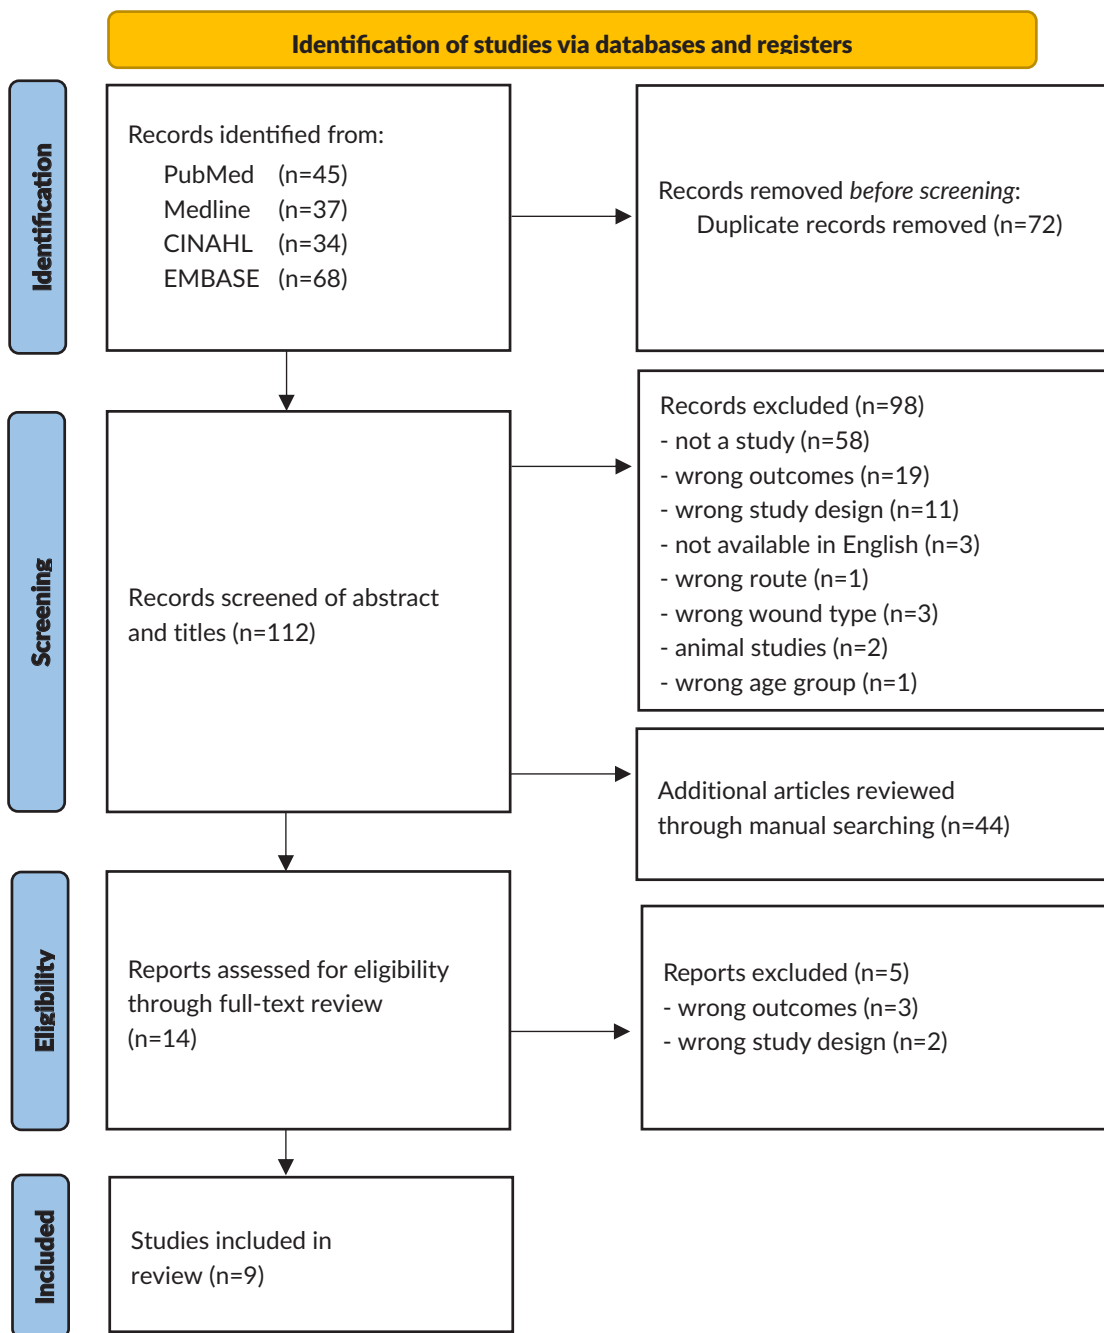 Identification of studies via databases and registers
Identification
Records identified from:
PubMed (n=45)
Medline (n=37)
CINAHL (n=34)
EMBASE (n=68)
Records removed before screening:
Duplicate records removed (n=72)
Screening
Records screened of abstract
and titles (n=112)
Records excluded (n=98)
- not a study (n=58)
- wrong outcomes (n=19)
- wrong study design (n=11)
- not available in English (n=3)
- wrong route (n=1)
- wrong wound type (n=3)
- animal studies (n=2)
- wrong age group (n=1)
Additional articles reviewed
through manual searching (n=44)
Eligibility
Reports assessed for eligibility
through full-text review
(n=14)
Reports excluded (n=5)
- wrong outcomes (n=3)
- wrong study design (n=2)
Included
Studies included in
review (n=9)